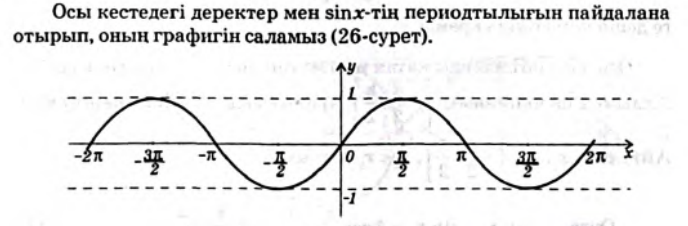 Осы кестедегі деректер мен sinx-тің периодтылығын пайдалана
отырып, оның графигін саламыз (26-сурет).
y
1
-2π -3π/2 -π -π/2 0 π/2 π 3π/2 2π x
-1